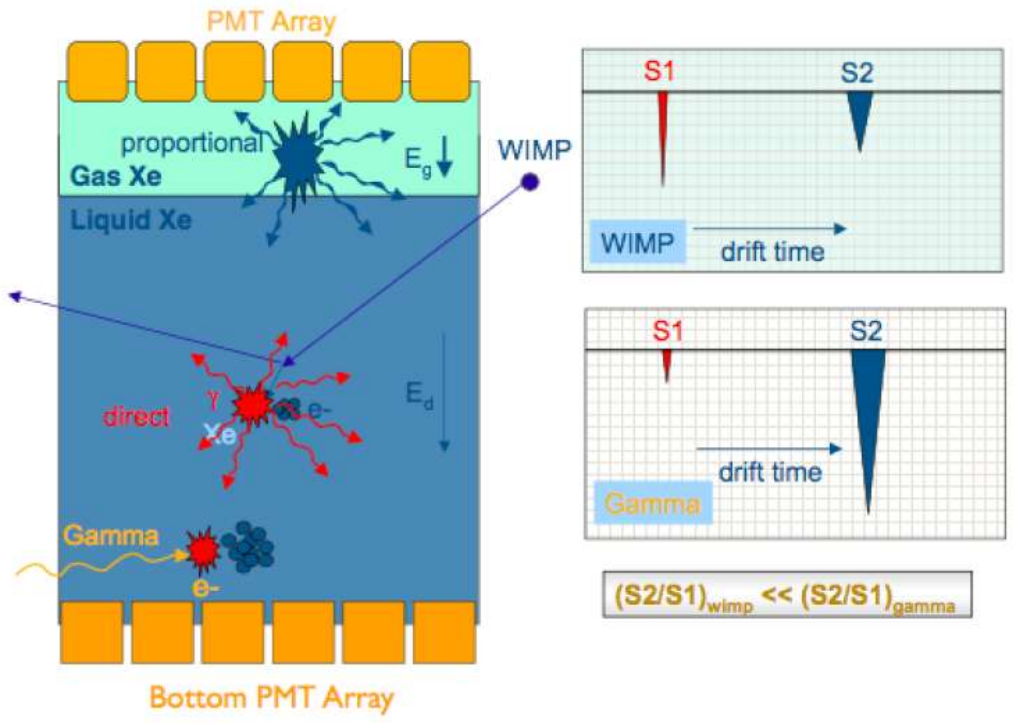 PMT Array
proportional
Gas Xe
Eg
Liquid Xe
WIMP
direct
γ
Xe
e-
Ed
Gamma
e-
Bottom PMT Array
S1
S2
WIMP
drift time
S1
S2
Gamma
drift time
(S2/S1)wimp << (S2/S1)gamma